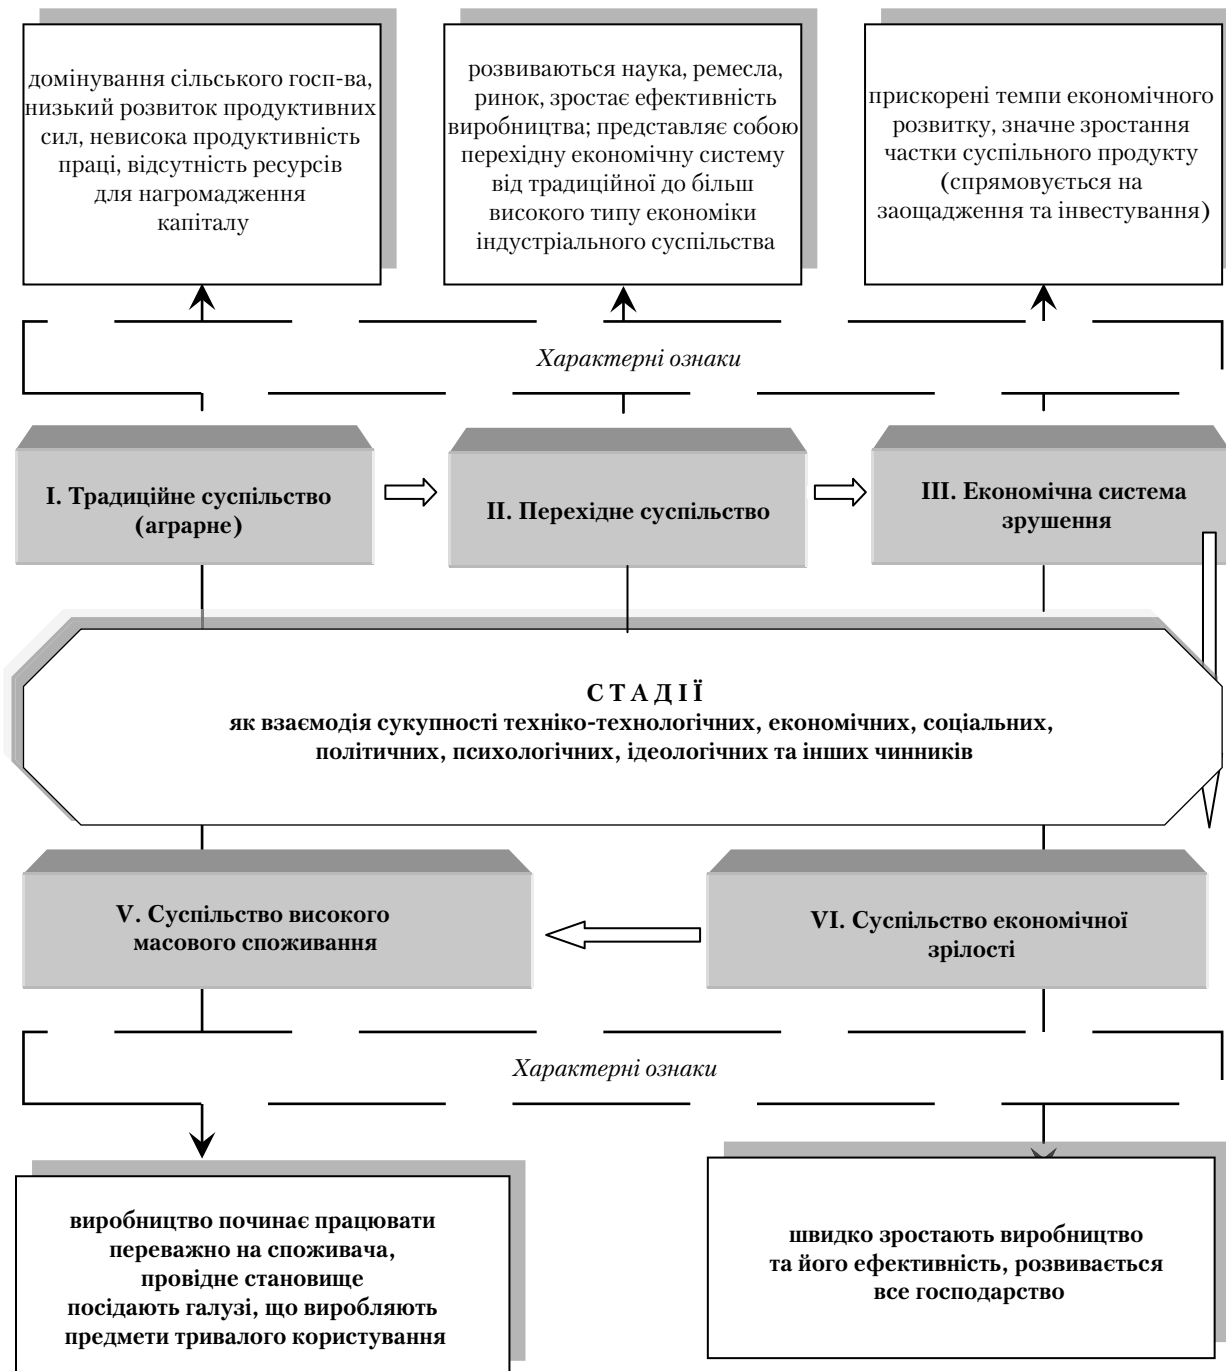 домінування сільського госп-ва,
низький розвиток продуктивних
сил, невисока продуктивність
праці, відсутність ресурсів
для нагромадження
капіталу
розвиваються наука, ремесла,
ринок, зростає ефективність
виробництва; представляє собою
перехідну економічну систему
від традиційної до більш
високого типу економіки
індустріального суспільства
прискорені темпи економічного
розвитку, значне зростання
частки суспільного продукту
(спрямовується на
заощадження та інвестування)
Характерні ознаки
I. Традиційне суспільство
(аграрне)
II. Перехідне суспільство
III. Економічна система
зрушення
С Т А Д І Ї
як взаємодія сукупності техніко-технологічних, економічних, соціальних,
політичних, психологічних, ідеологічних та інших чинників
V. Суспільство високого
масового споживання
VI. Суспільство економічної
зрілості
Характерні ознаки
виробництво починає працювати
переважно на споживача,
провідне становище
посідають галузі, що виробляють
предмети тривалого користування
швидко зростають виробництво
та його ефективність, розвивається
все господарство